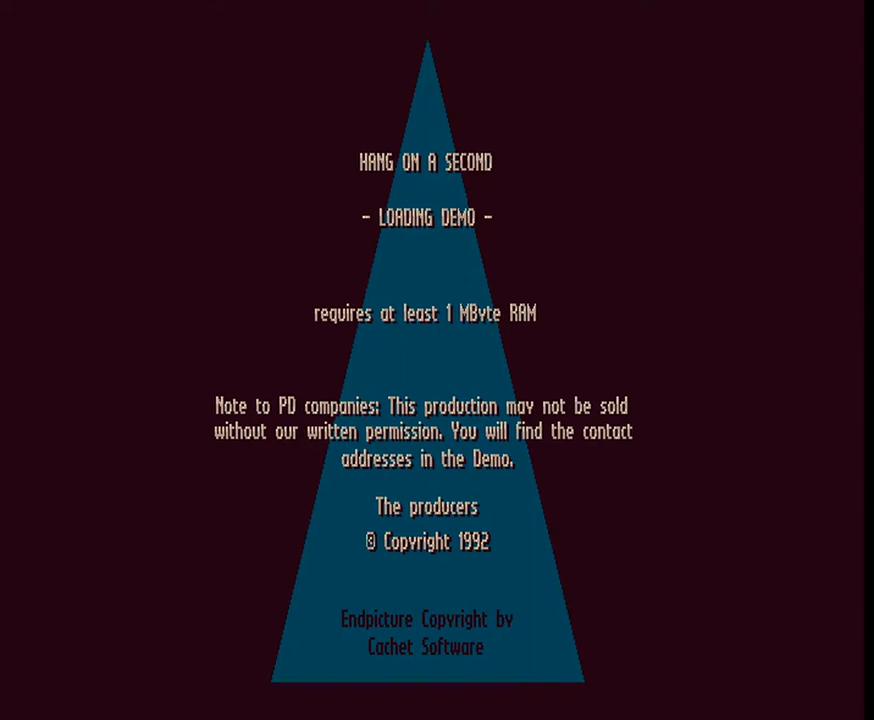 HANG ON A SECOND
- LOADING DEMO -
requires at least 1 MByte RAM
Note to PD companies: This production may not be sold
without our written permission. You will find the contact
addresses in the Demo.
The producers
© Copyright 1992
Endpicture Copyright by
Cachet Software